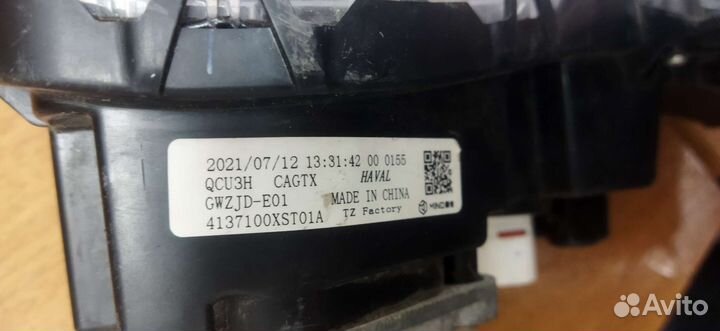 2021/07/12 13:31:42 00 0155
QCU3H CAGTX HAVAL
GWZJD-E01 MADE IN CHINA
4137100XST01A TZ Factory
MIND
Avito